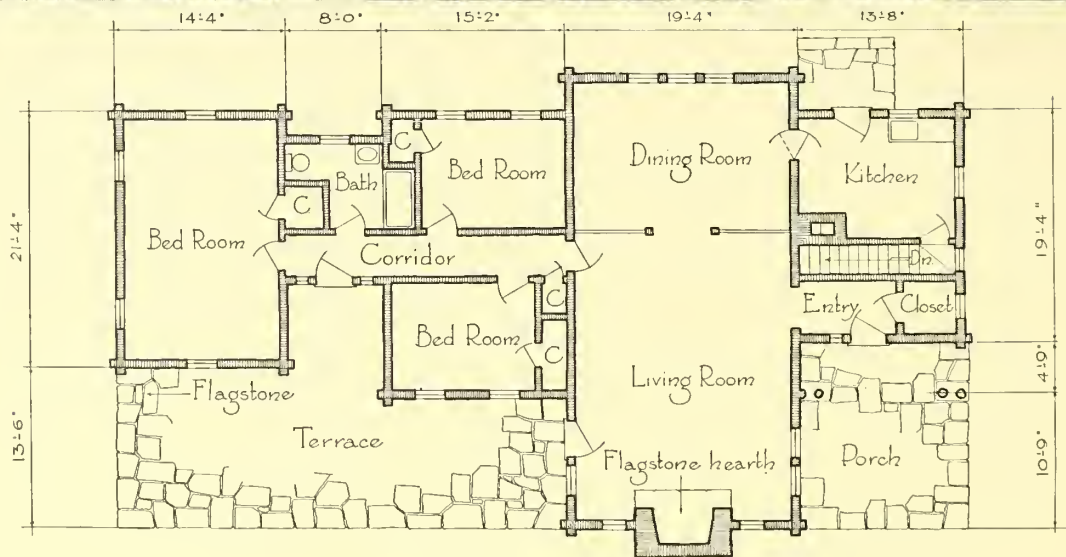 14'-4"
8'-0"
15'-2"
19'-4"
13'-8"
C
Dining Room
Bath
Bed Room
Kitchen
C
Bed Room
Corridor
Dn.
21'-4"
19'-4"
C
Entry
Closet
Bed Room
C
4'-9"
Living Room
Flagstone
Terrace
Flagstone hearth
Porch
13'-6"
10'-9"